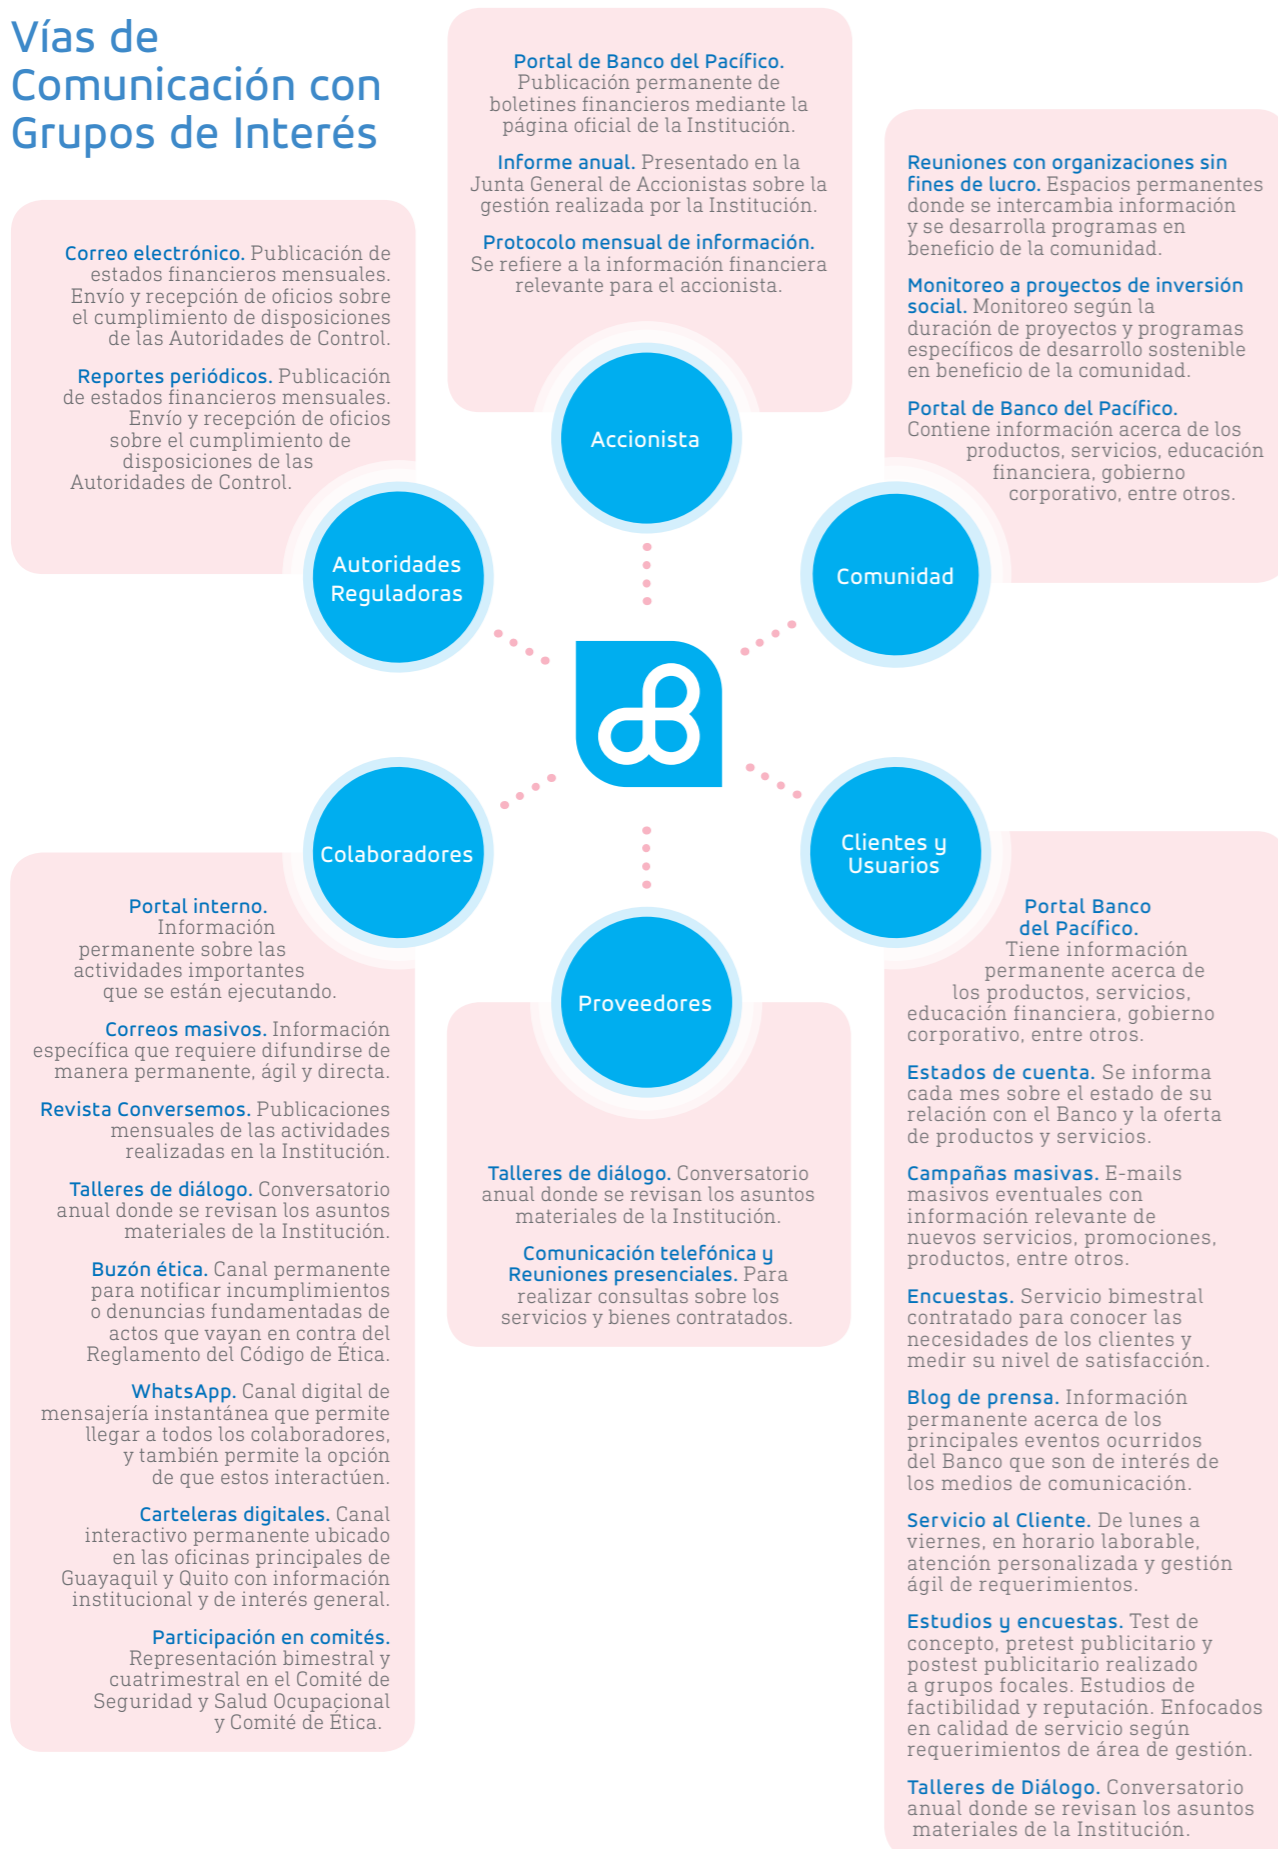 Vías de
Comunicación con
Grupos de Interés
Correo electrónico. Publicación de
estados financieros mensuales.
Envío y recepción de oficios sobre
el cumplimiento de disposiciones
de las Autoridades de Control.
Reportes periódicos. Publicación
de estados financieros mensuales.
Envío y recepción de oficios
sobre el cumplimiento de
disposiciones de las
Autoridades de Control.
Autoridades
Reguladoras
Portal de Banco del Pacífico.
Publicación permanente de
boletines financieros mediante la
página oficial de la Institución.
Informe anual. Presentado en la
Junta General de Accionistas sobre la
gestión realizada por la Institución.
Protocolo mensual de información.
Se refiere a la información financiera
relevante para el accionista.
Accionista
Reuniones con organizaciones sin
fines de lucro. Espacios permanentes
donde se intercambia información
y se desarrolla programas en
beneficio de la comunidad.
Monitoreo a proyectos de inversión
social. Monitoreo según la
duración de proyectos y programas
específicos de desarrollo sostenible
en beneficio de la comunidad.
Portal de Banco del Pacífico.
Contiene información acerca de los
productos, servicios, educación
financiera, gobierno
corporativo, entre otros.
Comunidad
Colaboradores
Portal interno.
Información
permanente sobre las
actividades importantes
que se están ejecutando.
Correos masivos. Información
específica que requiere difundirse de
manera permanente, ágil y directa.
Revista Conversemos. Publicaciones
mensuales de las actividades
realizadas en la Institución.
Talleres de diálogo. Conversatorio
anual donde se revisan los asuntos
materiales de la Institución.
Buzón ética. Canal permanente
para notificar incumplimientos
o denuncias fundamentadas de
actos que vayan en contra del
Reglamento del Código de Ética.
WhatsApp. Canal digital de
mensajería instantánea que permite
llegar a todos los colaboradores,
y también permite la opción
de que estos interactúen.
Carteleras digitales. Canal
interactivo permanente ubicado
en las oficinas principales de
Guayaquil y Quito con información
institucional y de interés general.
Participación en comités.
Representación bimestral y
cuatrimestral en el Comité de
Seguridad y Salud Ocupacional
y Comité de Ética.
Proveedores
Talleres de diálogo. Conversatorio
anual donde se revisan los asuntos
materiales de la Institución.
Comunicación telefónica y
Reuniones presenciales. Para
realizar consultas sobre los
servicios y bienes contratados.
Clientes y
Usuarios
Portal Banco
del Pacífico.
Tiene información
permanente acerca de
los productos, servicios,
educación financiera, gobierno
corporativo, entre otros.
Estados de cuenta. Se informa
cada mes sobre el estado de su
relación con el Banco y la oferta
de productos y servicios.
Campañas masivas. E-mails
masivos eventuales con
información relevante de
nuevos servicios, promociones,
productos, entre otros.
Encuestas. Servicio bimestral
contratado para conocer las
necesidades de los clientes y
medir su nivel de satisfacción.
Blog de prensa. Información
permanente acerca de los
principales eventos ocurridos
del Banco que son de interés de
los medios de comunicación.
Servicio al Cliente. De lunes a
viernes, en horario laborable,
atención personalizada y gestión
ágil de requerimientos.
Estudios y encuestas. Test de
concepto, pretest publicitario y
postest publicitario realizado
a grupos focales. Estudios de
factibilidad y reputación. Enfocados
en calidad de servicio según
requerimientos de área de gestión.
Talleres de Diálogo. Conversatorio
anual donde se revisan los asuntos
materiales de la Institución.